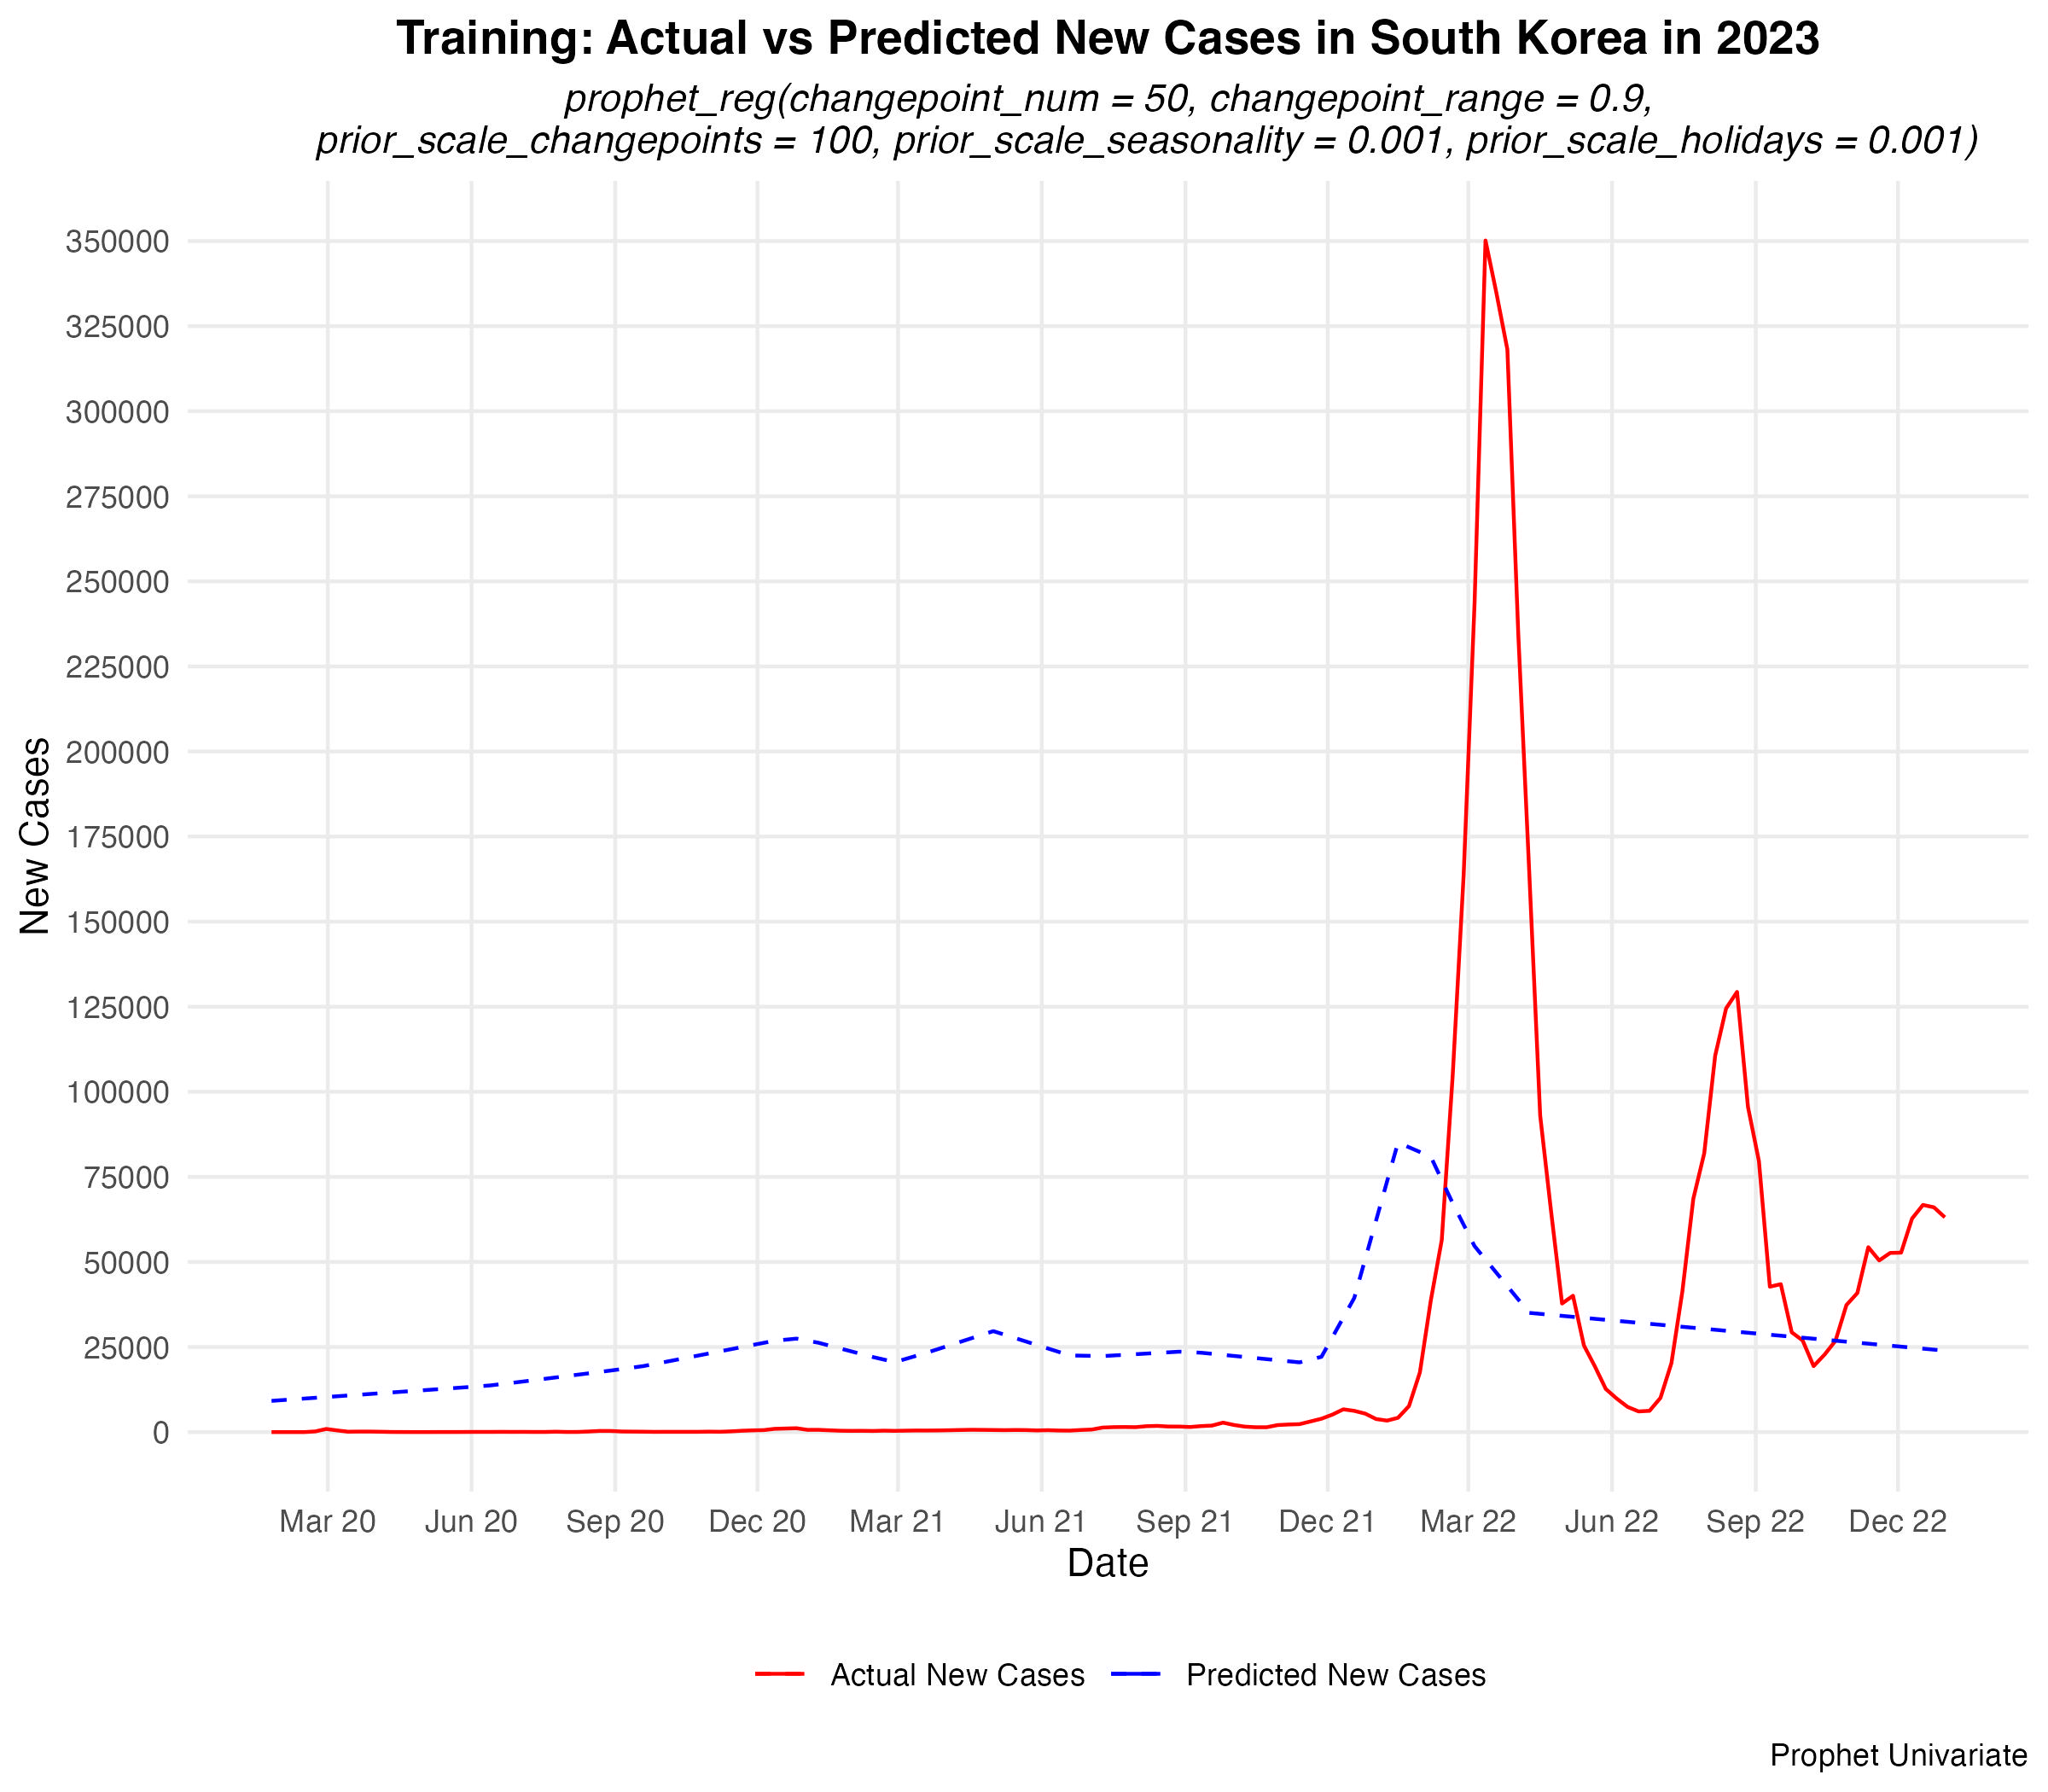 Training: Actual vs Predicted New Cases in South Korea in 2023
prophet_reg(changepoint_num = 50, changepoint_range = 0.9,
prior_scale_changepoints = 100, prior_scale_seasonality = 0.001, prior_scale_holidays = 0.001)
New Cases
350000
325000
300000
275000
250000
225000
200000
175000
150000
125000
100000
75000
50000
25000
0
Mar 20 Jun 20 Sep 20 Dec 20 Mar 21 Jun 21 Sep 21 Dec 21 Mar 22 Jun 22 Sep 22 Dec 22
Date
Actual New Cases Predicted New Cases
Prophet Univariate